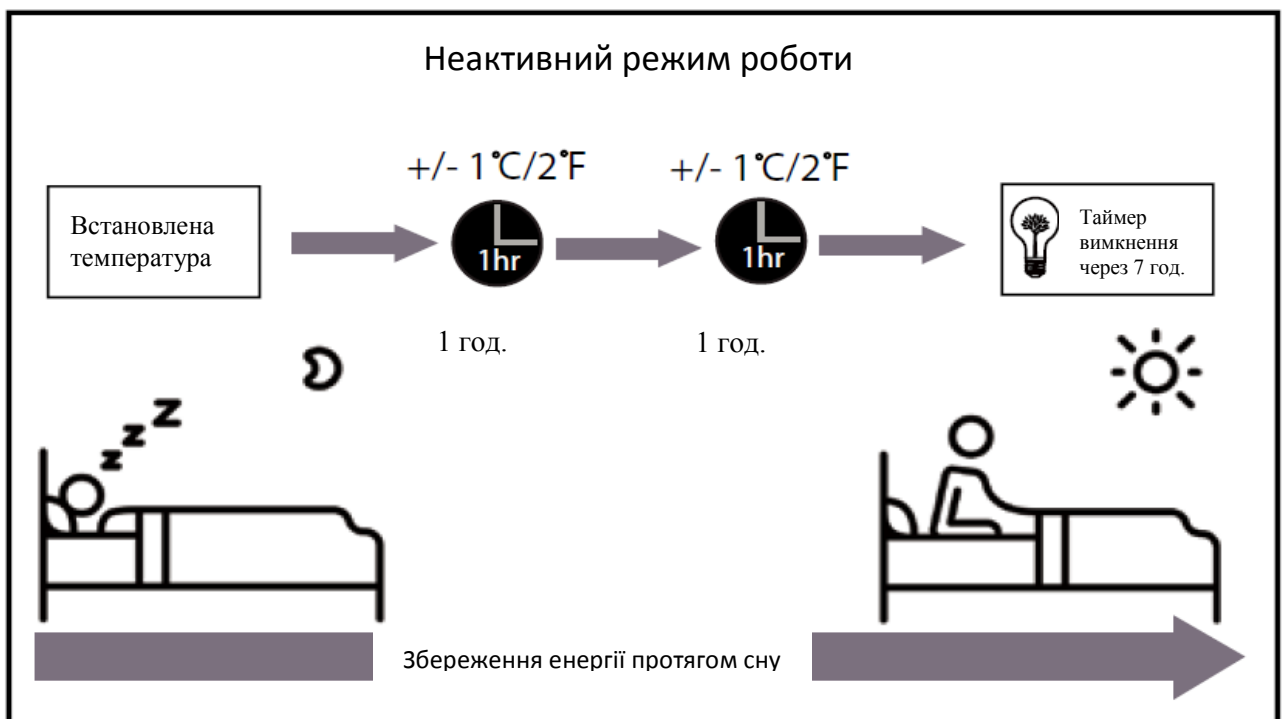 Неактивний режим роботи
+/- 1°C/2°F
+/- 1°C/2°F
Встановлена
температура
1hr
1hr
Таймер
вимкнення
через 7 год.
1 год.
1 год.
z z Z
Збереження енергії протягом сну